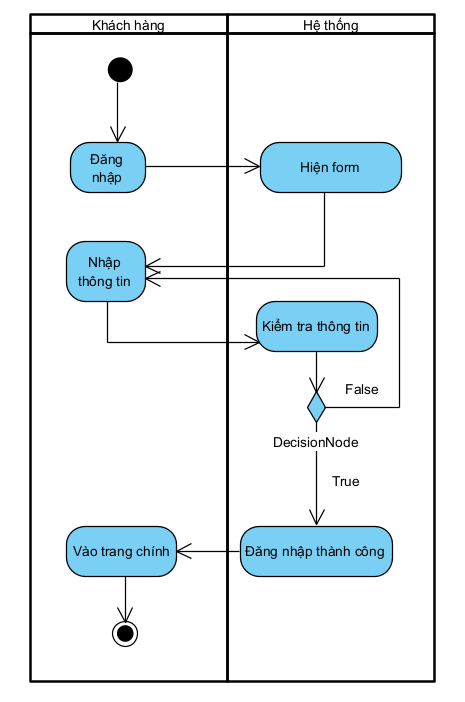 Khách hàng
Hệ thống
Đăng
nhập
Hiện form
Nhập
thông tin
Kiểm tra thông tin
False
DecisionNode
True
Vào trang chính
Đăng nhập thành công